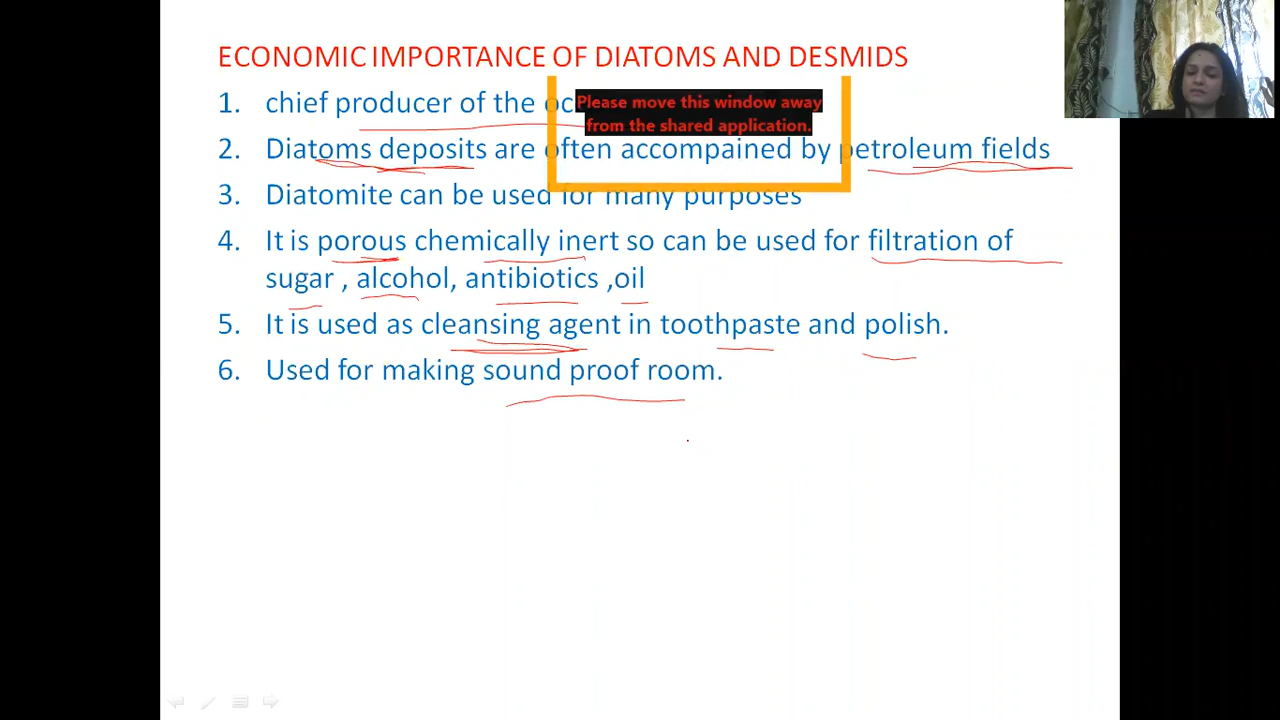 ECONOMIC IMPORTANCE OF DIATOMS AND DESMIDS
1. chief producer of the
Please move this window away
from the shared application.
2. Diatoms deposits are often accompained by petroleum fields
3. Diatomite can be used for many purposes
4. It is porous chemically inert so can be used for filtration of
sugar , alcohol, antibiotics ,oil
5. It is used as cleansing agent in toothpaste and polish.
6. Used for making sound proof room.